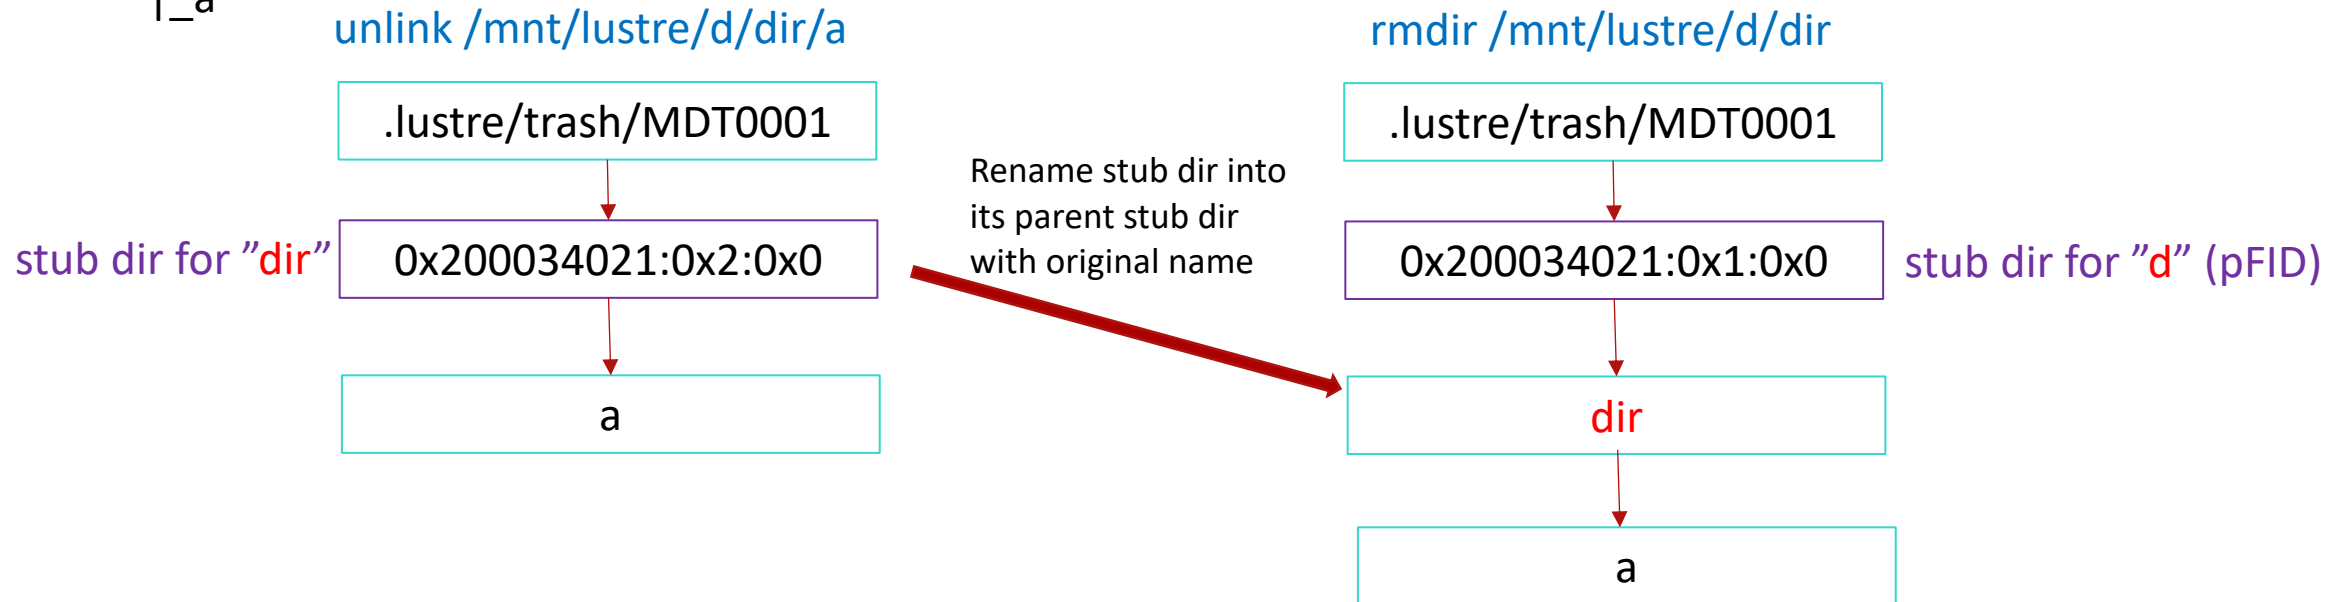 unlink /mnt/lustre/d/dir/a
rmdir /mnt/lustre/d/dir
.lustre/trash/MDT0001
.lustre/trash/MDT0001
Rename stub dir into
its parent stub dir
with original name
stub dir for ”dir”
0x200034021:0x2:0x0
0x200034021:0x1:0x0
stub dir for ”d” (pFID)
a
dir
a